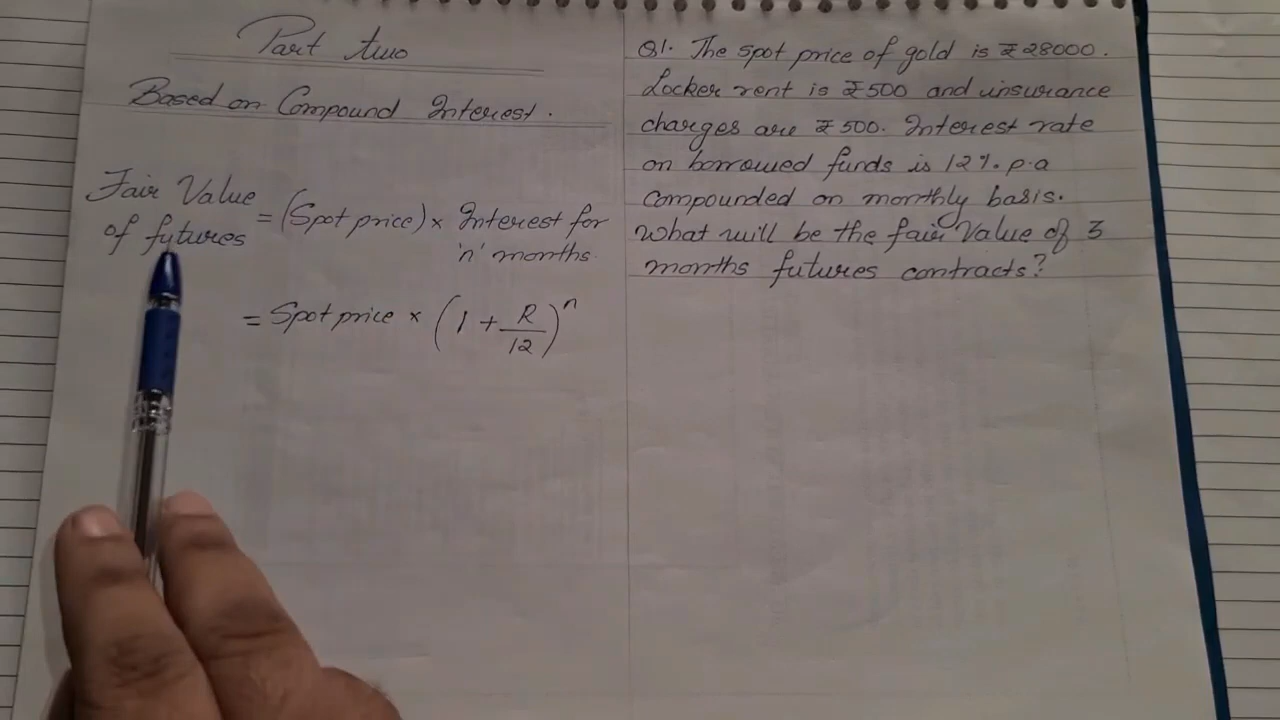 Part two
Based on Compound Interest.
Fair Value of futures = (Spot price) × Interest for 'n' months.
= Spot price × (1 + R/12)^n
Q1. The spot price of gold is ₹28000.
Locker rent is ₹500 and insurance
charges are ₹500. Interest rate
on borrowed funds is 12%. p.a
compounded on monthly basis.
What will be the fair Value of 3
months futures contracts?